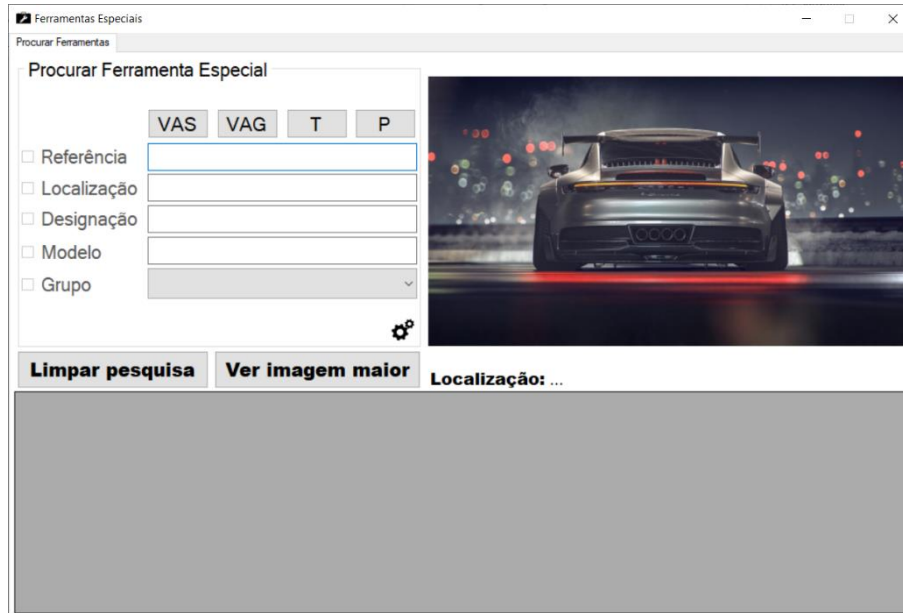 Ferramentas Especiais
Procurar Ferramentas
Procurar Ferramenta Especial
VAS VAG T P
Referência
Localização
Designação
Modelo
Grupo
Limpar pesquisa Ver imagem maior
Localização: ...